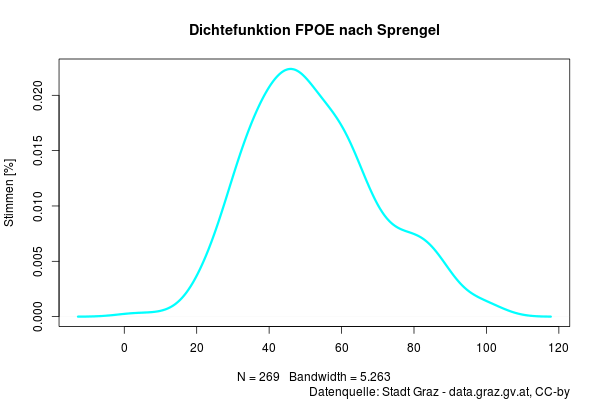 Dichtefunktion FPOE nach Sprengel
Stimmen [%]
0.020
0.015
0.010
0.005
0.000
0 20 40 60 80 100 120
N = 269 Bandwidth = 5.263
Datenquelle: Stadt Graz - data.graz.gv.at, CC-by